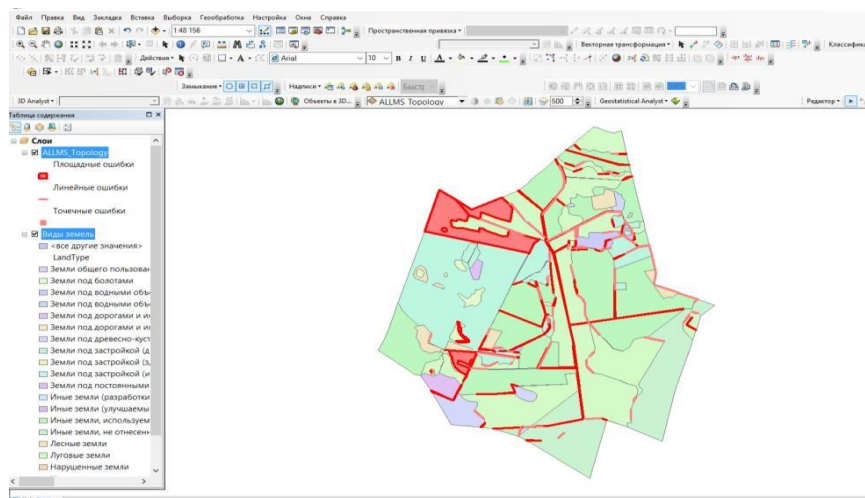 Файл Правка Вид Закладка Вставка Выборка Геообработка Настройка Окна Справка
1:48 156
Пространственная привязка
Векторная трансформация
Действия
Arial
10
Ж
Замыкание
Надписи
3D Analyst
Объекты в 3D...
ALLMS_Topology
500
Geostatistical Analyst
Редактор
Таблица содержания
Слои
ALLMS_Topology
Площадные ошибки
Линейные ошибки
Точечные ошибки
Виды земель
<все другие значения>
LandType
Земли общего пользован
Земли под болотами
Земли под водными объ
Земли под водными объ
Земли под дорогами и и
Земли под дорогами и и
Земли под древесно-куст
Земли под застройкой (д
Земли под застройкой (з,
Земли под застройкой (и
Земли под постоянными
Иные земли (разработки
Иные земли (улучшаемы
Иные земли, используем
Иные земли, не отнесенн
Лесные земли
Луговые земли
Нарушенные земли